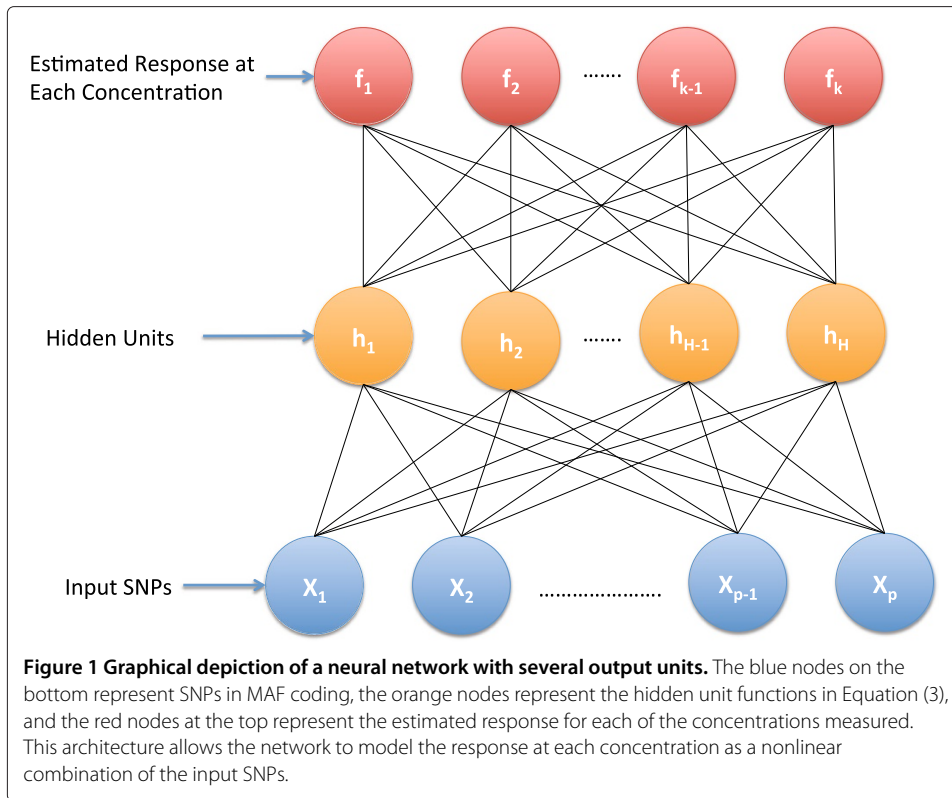 Estimated Response at
Each Concentration
f1 f2 ……. fk-1 fk
Hidden Units
h1 h2 ……. hH-1 hH
Input SNPs
X1 X2 …………………. Xp-1 Xp
Figure 1 Graphical depiction of a neural network with several output units. The blue nodes on the
bottom represent SNPs in MAF coding, the orange nodes represent the hidden unit functions in Equation (3),
and the red nodes at the top represent the estimated response for each of the concentrations measured.
This architecture allows the network to model the response at each concentration as a nonlinear
combination of the input SNPs.